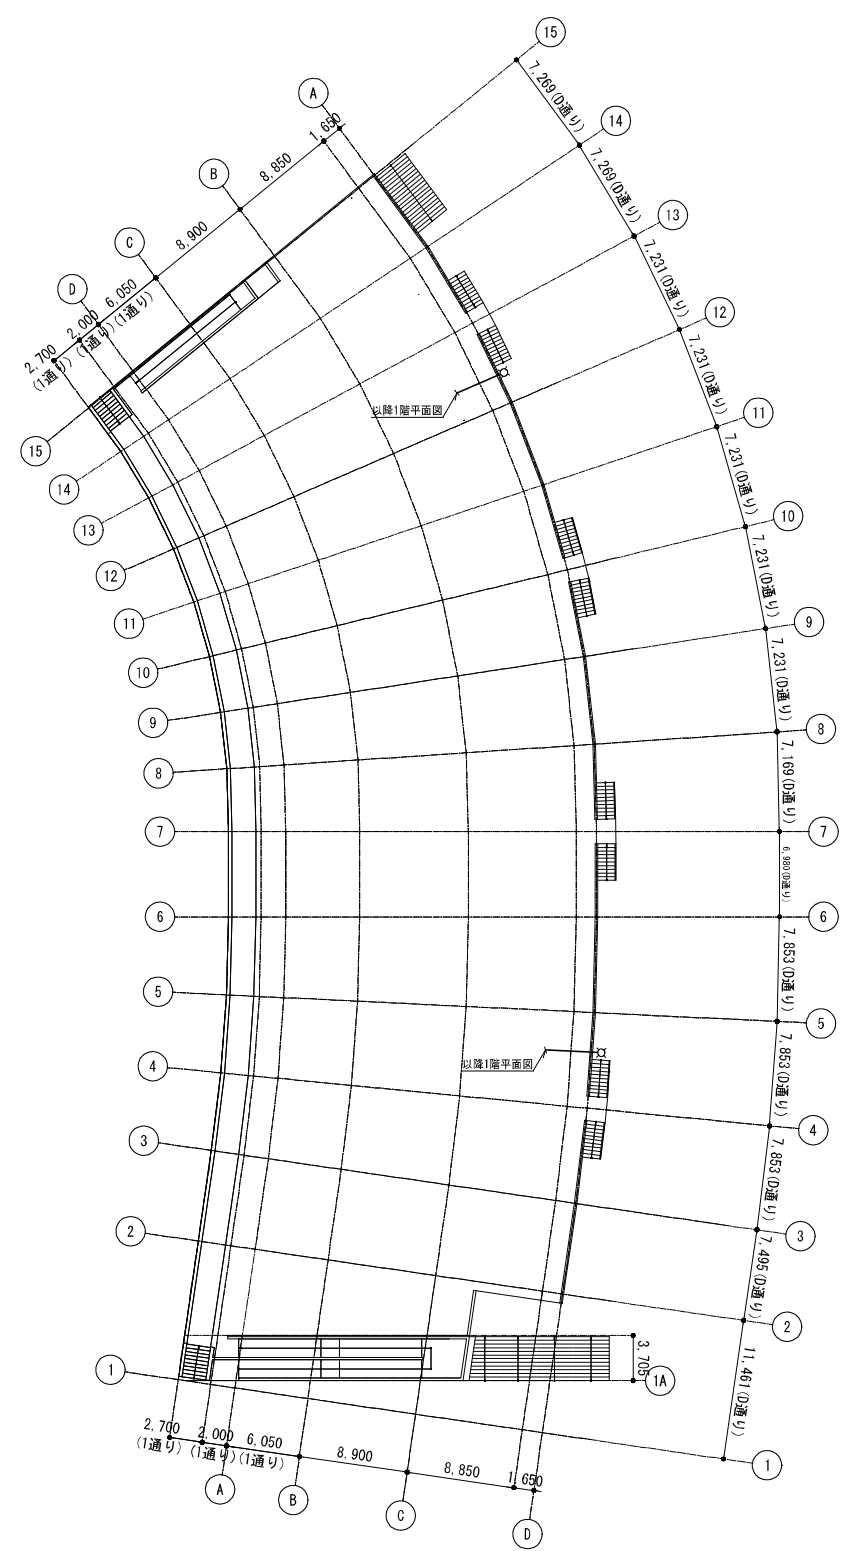 15
7,269(D通り)
A
14
1,650
7,269(D通り)
8,850
B
13
8,900
7,231(D通り)
C
D
6,050
(1通り)
12
2,000
(1通り)
7,231(D通り)
2,700
(1通り)
以降1階平面図
11
15
7,231(D通り)
14
10
13
7,231(D通り)
12
9
11
7,231(D通り)
10
8
9
7,169(D通り)
8
7
7
6,980(D通り)
6
6
7,853(D通り)
5
5
7,853(D通り)
以降1階平面図
4
4
7,853(D通り)
3
3
2
7,495(D通り)
2
3,705
11,461(D通り)
1
1A
2,700
(1通り)
2,000
(1通り)
6,050
(1通り)
8,900
8,850
1,650
1
A
B
C
D